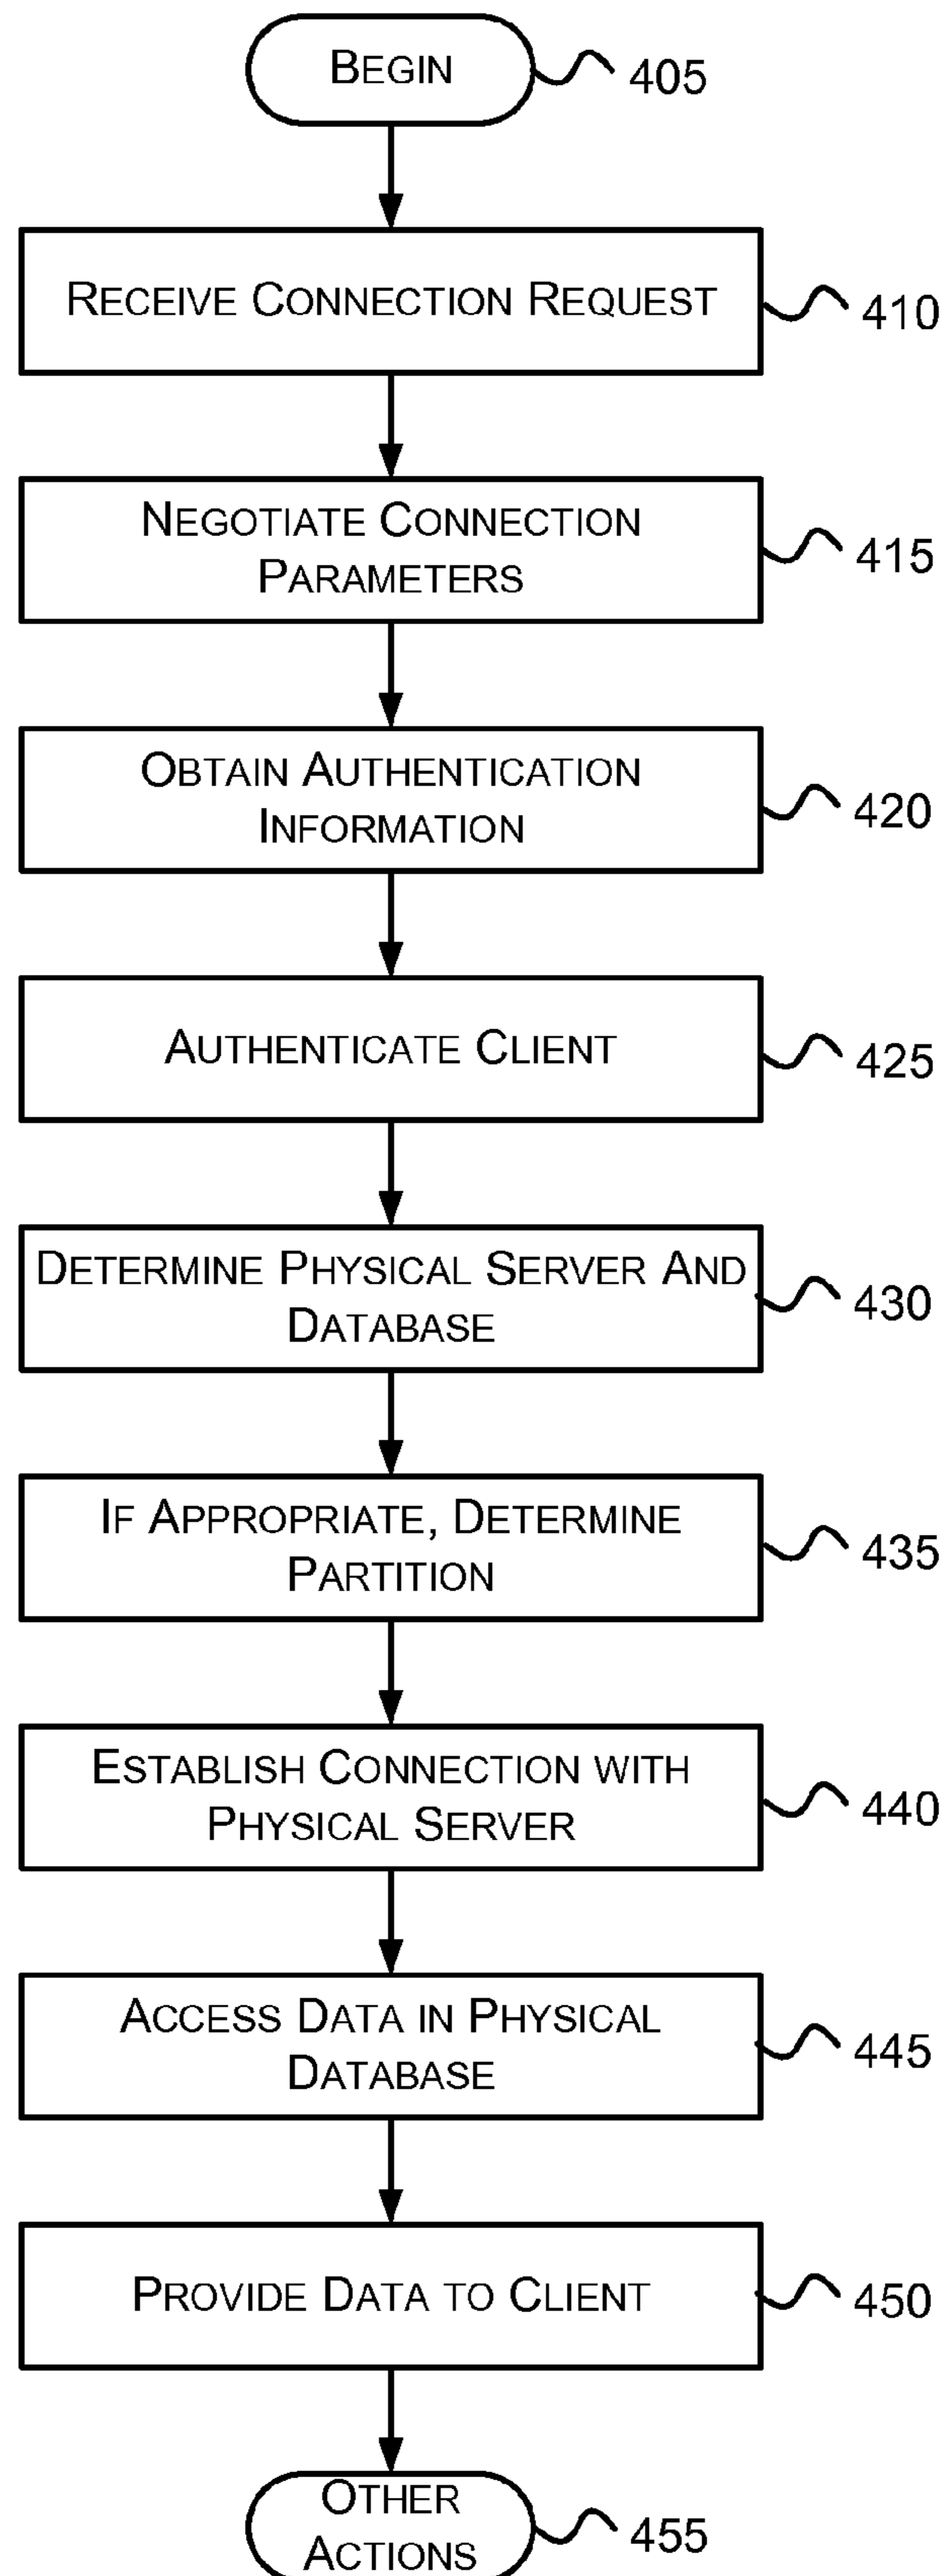 BEGIN
405
RECEIVE CONNECTION REQUEST
410
NEGOTIATE CONNECTION
PARAMETERS
415
OBTAIN AUTHENTICATION
INFORMATION
420
AUTHENTICATE CLIENT
425
DETERMINE PHYSICAL SERVER AND
DATABASE
430
IF APPROPRIATE, DETERMINE
PARTITION
435
ESTABLISH CONNECTION WITH
PHYSICAL SERVER
440
ACCESS DATA IN PHYSICAL
DATABASE
445
PROVIDE DATA TO CLIENT
450
OTHER
ACTIONS
455